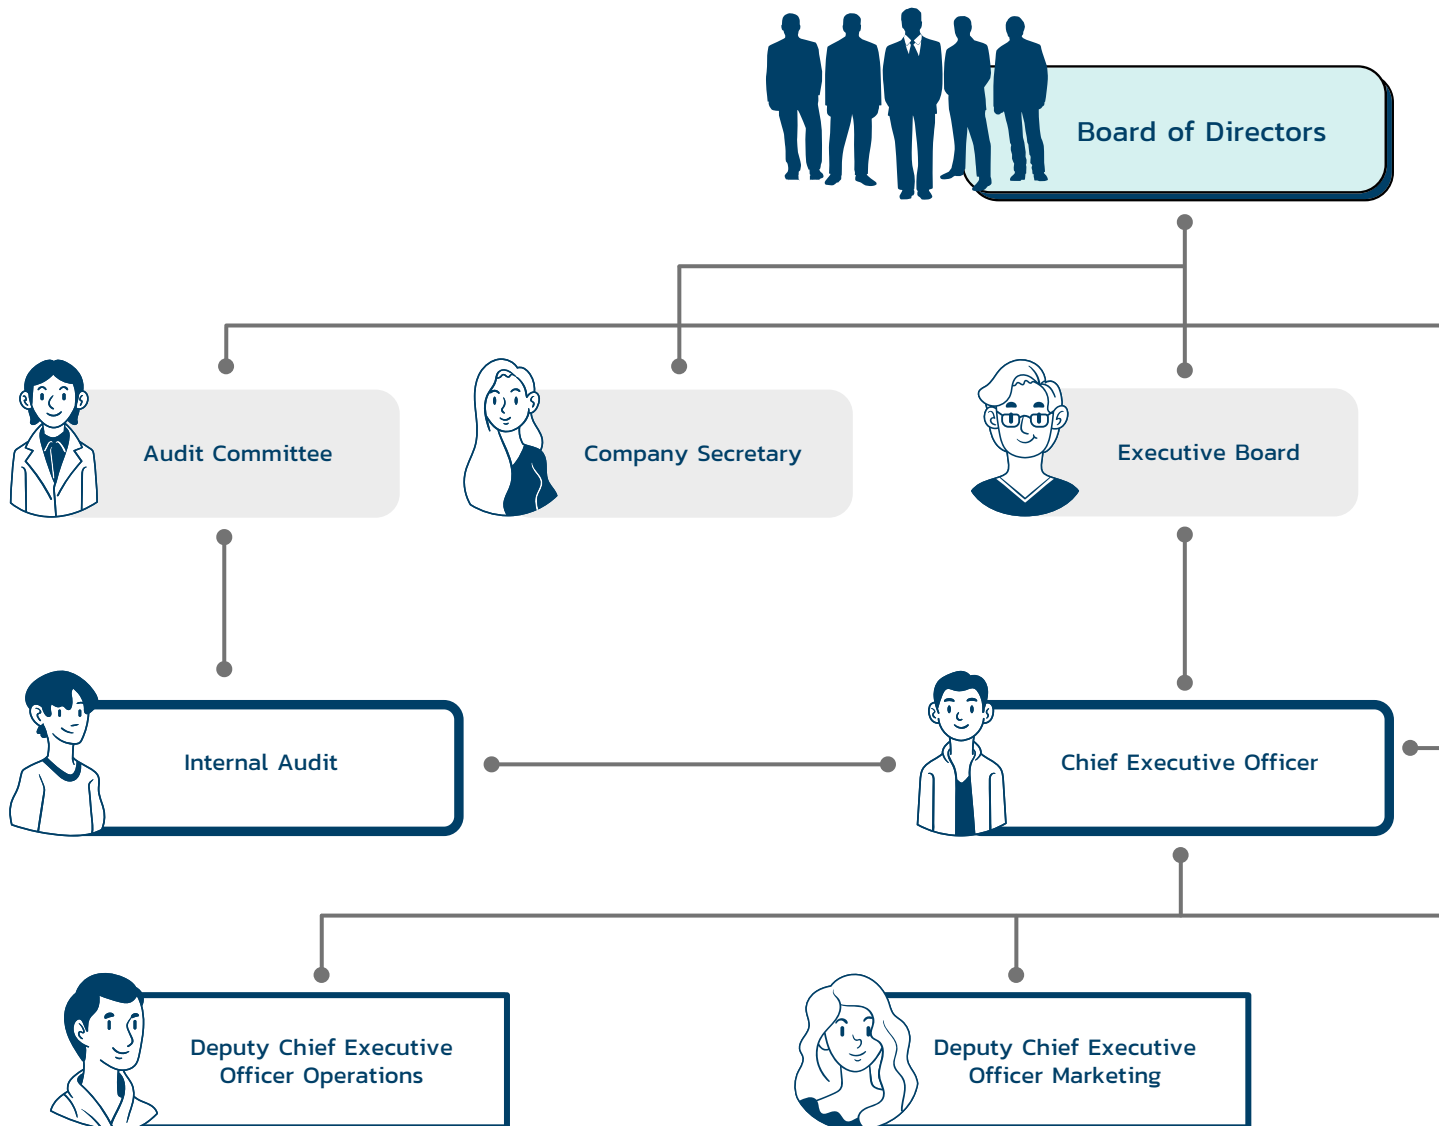 Board of Directors
Audit Committee
Company Secretary
Executive Board
Internal Audit
Chief Executive Officer
Deputy Chief Executive
Officer Operations
Deputy Chief Executive
Officer Marketing